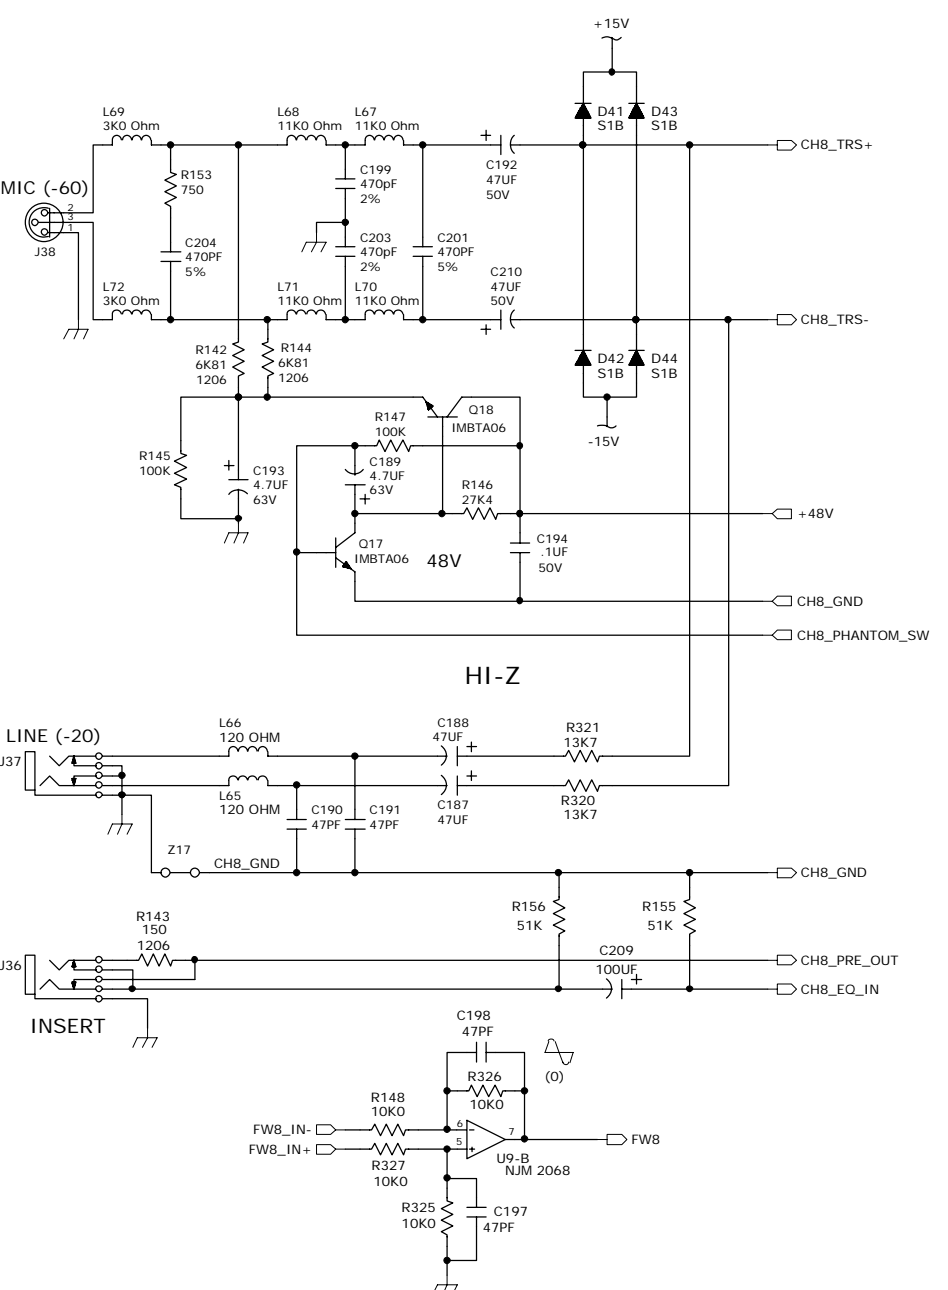 +15V
L69
3K0 Ohm
L68
11K0 Ohm
L67
11K0 Ohm
D41
S1B
D43
S1B
+
C192
47UF
50V
CH8_TRS+
R153
750
C199
470pF
2%
MIC (-60)
2
3
1
J38
C204
470PF
5%
C203
470pF
2%
C201
470PF
5%
C210
47UF
50V
+
L72
3K0 Ohm
L71
11K0 Ohm
L70
11K0 Ohm
CH8_TRS-
R142
6K81
1206
R144
6K81
1206
D42
S1B
D44
S1B
-15V
Q18
IMBTA06
R147
100K
R145
100K
+
C193
4.7UF
63V
C189
4.7UF
63V
+
R146
27K4
+48V
Q17
IMBTA06
48V
C194
.1UF
50V
CH8_GND
CH8_PHANTOM_SW
HI-Z
LINE (-20)
J37
L66
120 OHM
C188
47UF
+
R321
13K7
L65
120 OHM
C187
47UF
+
R320
13K7
C190
47PF
C191
47PF
Z17
CH8_GND
CH8_GND
R156
51K
R155
51K
R143
150
1206
J36
C209
100UF
+
CH8_PRE_OUT
CH8_EQ_IN
INSERT
C198
47PF
R326
10K0
(0)
R148
10K0
FW8_IN-
FW8_IN+
6
-
5
+
7
FW8
R327
10K0
U9-B
NJM 2068
R325
10K0
C197
47PF